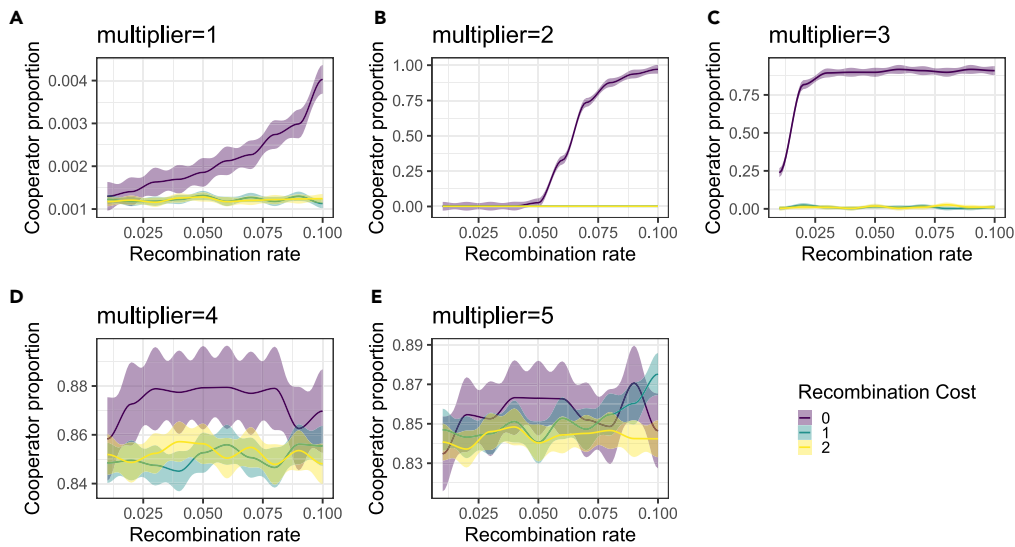 A
multiplier=1
Cooperator proportion
0.004
0.003
0.002
0.001
0.025 0.050 0.075 0.100
Recombination rate
B
multiplier=2
Cooperator proportion
1.00
0.75
0.50
0.25
0.00
0.025 0.050 0.075 0.100
Recombination rate
C
multiplier=3
Cooperator proportion
0.75
0.50
0.25
0.00
0.025 0.050 0.075 0.100
Recombination rate
D
multiplier=4
Cooperator proportion
0.88
0.86
0.84
0.025 0.050 0.075 0.100
Recombination rate
E
multiplier=5
Cooperator proportion
0.89
0.87
0.85
0.83
0.025 0.050 0.075 0.100
Recombination rate
Recombination Cost
0
1
2